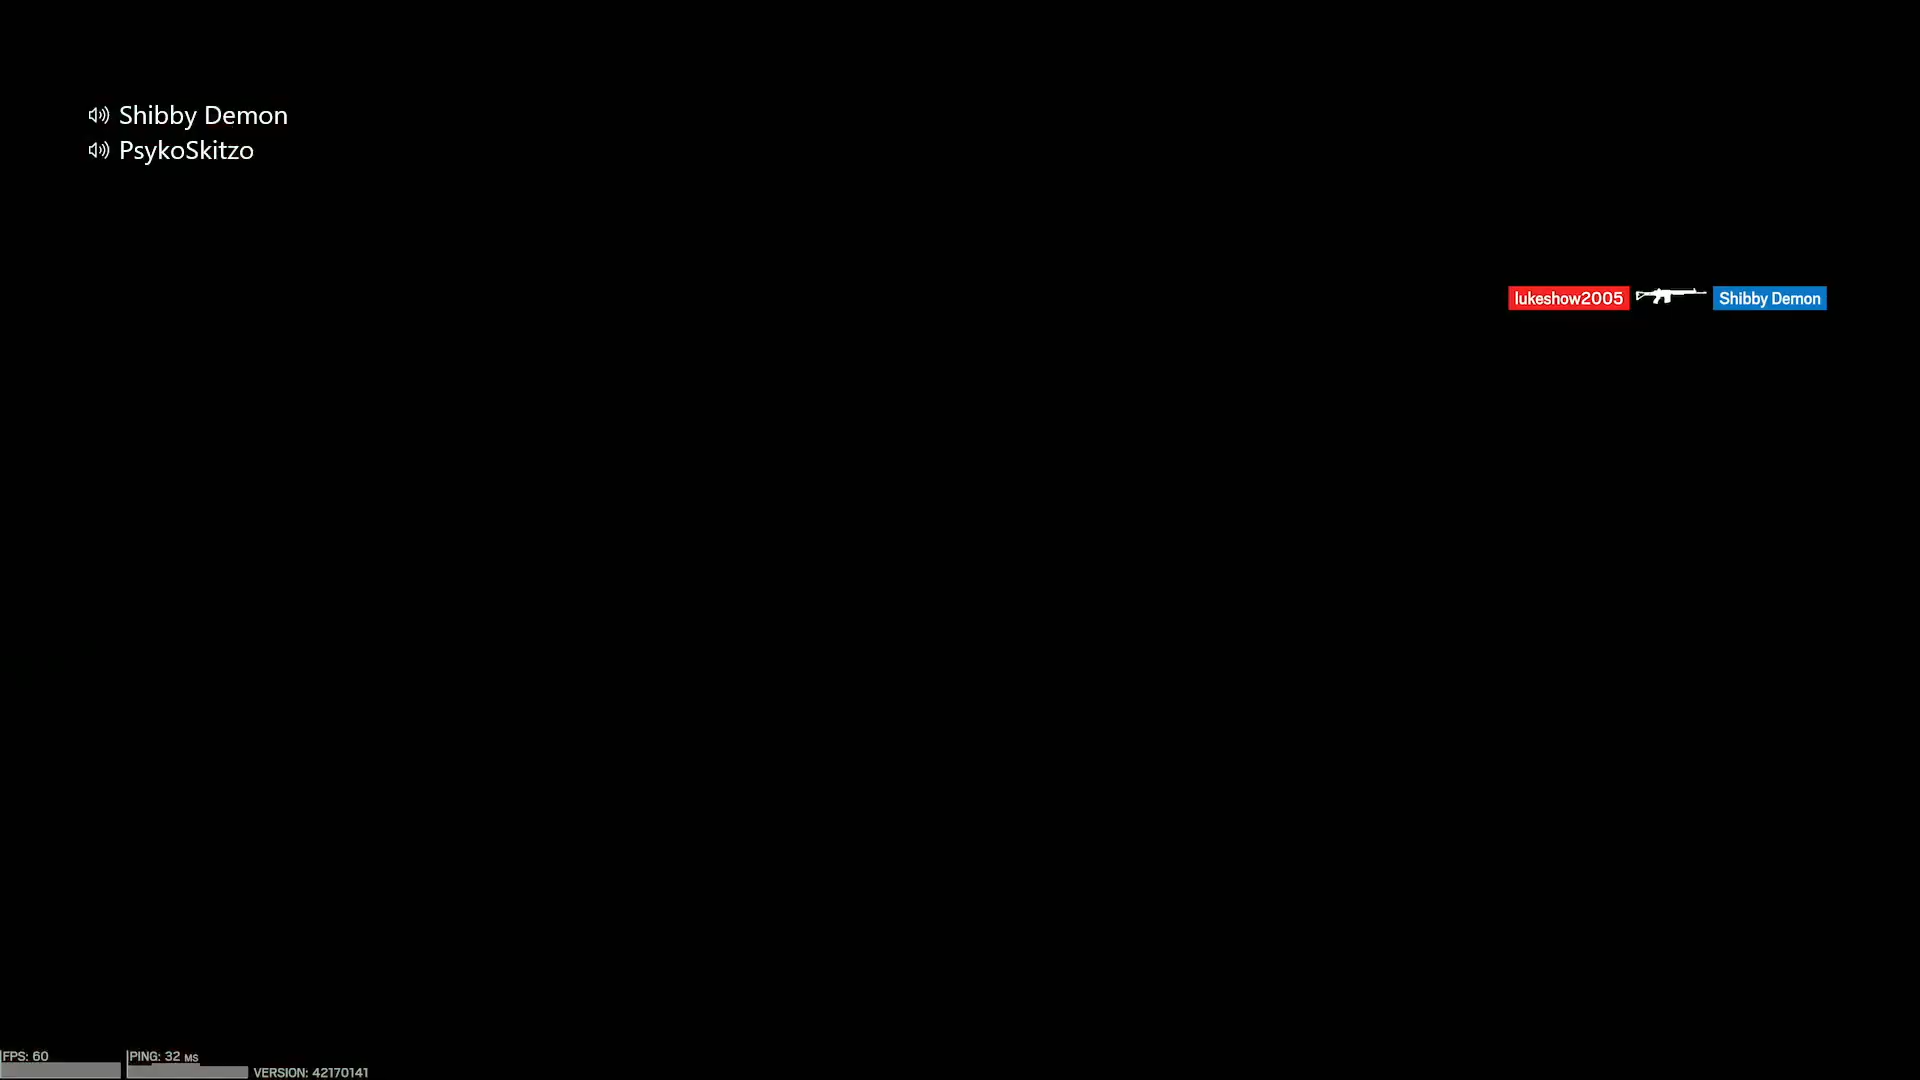 Shibby Demon
PsykoSkitzo
lukeshow2005 Shibby Demon
FPS: 60 PING: 32 MS
VERSION: 42170141